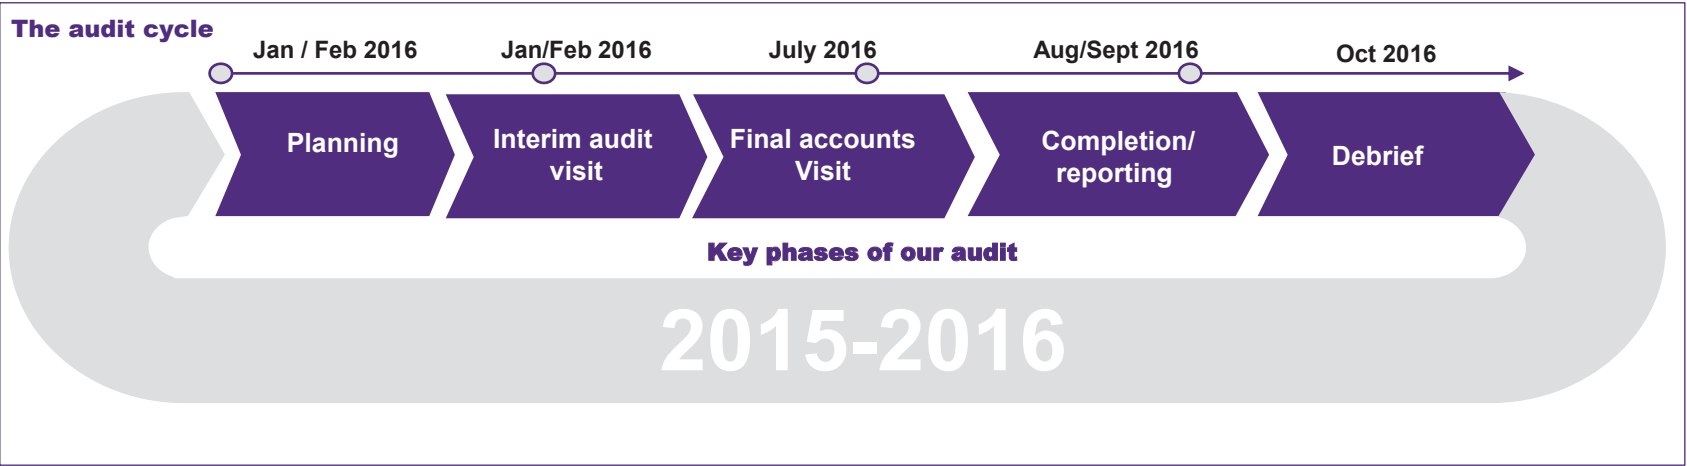 The audit cycle
Jan / Feb 2016
Jan/Feb 2016
July 2016
Aug/Sept 2016
Oct 2016
Planning
Interim audit
visit
Final accounts
Visit
Completion/
reporting
Debrief
Key phases of our audit
2015-2016